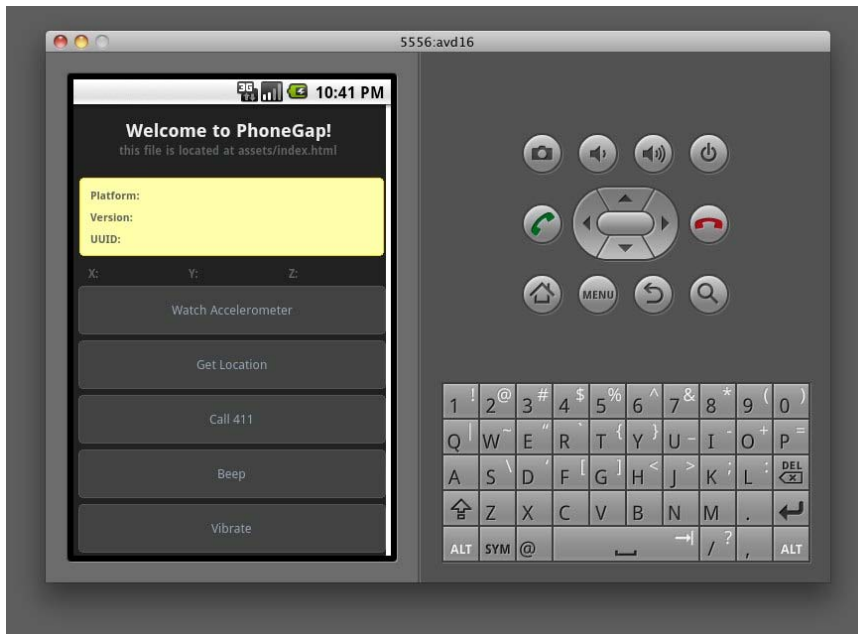 5556:avd16
3G 10:41 PM
Welcome to PhoneGap!
this file is located at assets/index.html
Platform:
Version:
UUID:
X: Y: Z:
Watch Accelerometer
Get Location
Call 411
Beep
Vibrate
MENU
1 ! 2 @ 3 # 4 $ 5 % 6 ^ 7 & 8 * 9 ( 0 )
Q | W ~ E " R ` T { Y } U - I - O + P =
A S \ D ' F [ G ] H < J > K ; L : DEL
Z X C V B N M .
ALT SYM @ / ? , ALT